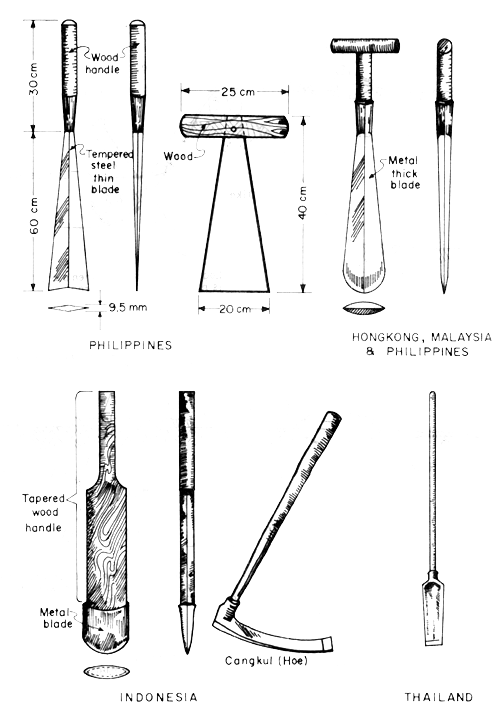 30 cm
Wood
handle
60 cm
Tempered
steel
thin
blade
9.5 mm
25 cm
Wood
40 cm
20 cm
Metal
thick
blade
PHILIPPINES
HONGKONG, MALAYSIA
& PHILIPPINES
Tapered
wood
handle
Metal
blade
Cangkul (Hoe)
INDONESIA
THAILAND